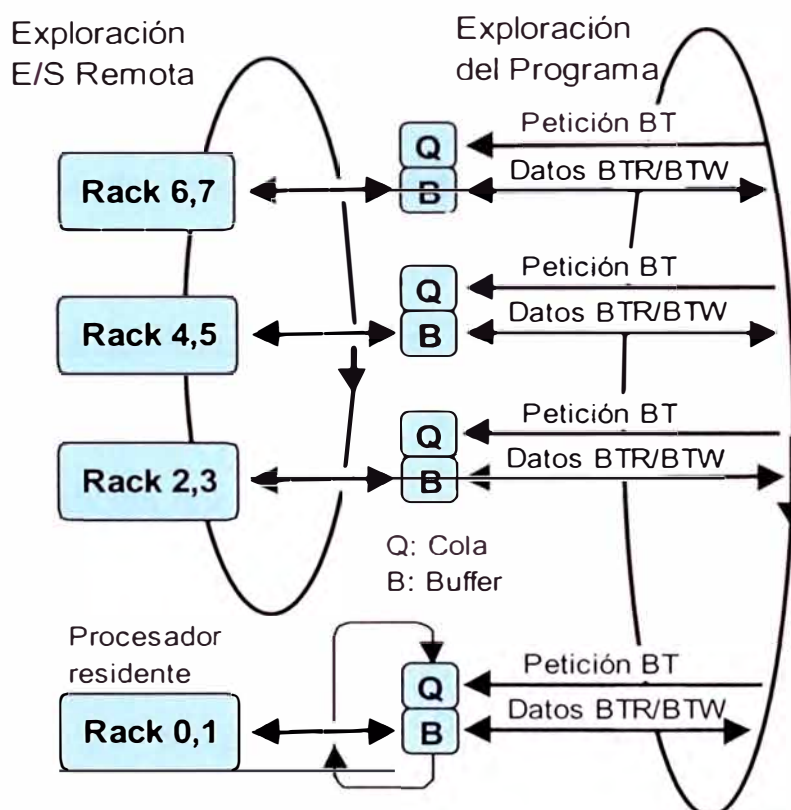 Exploración
E/S Remota
Exploración
del Programa
Rack 6,7
Q
B
Petición BT
Datos BTR/BTW
Rack 4,5
Q
B
Petición BT
Datos BTR/BTW
Rack 2,3
Q
B
Petición BT
Datos BTR/BTW
Q: Cola
B: Buffer
Procesador
residente
Rack 0,1
Q
B
Petición BT
Datos BTR/BTW